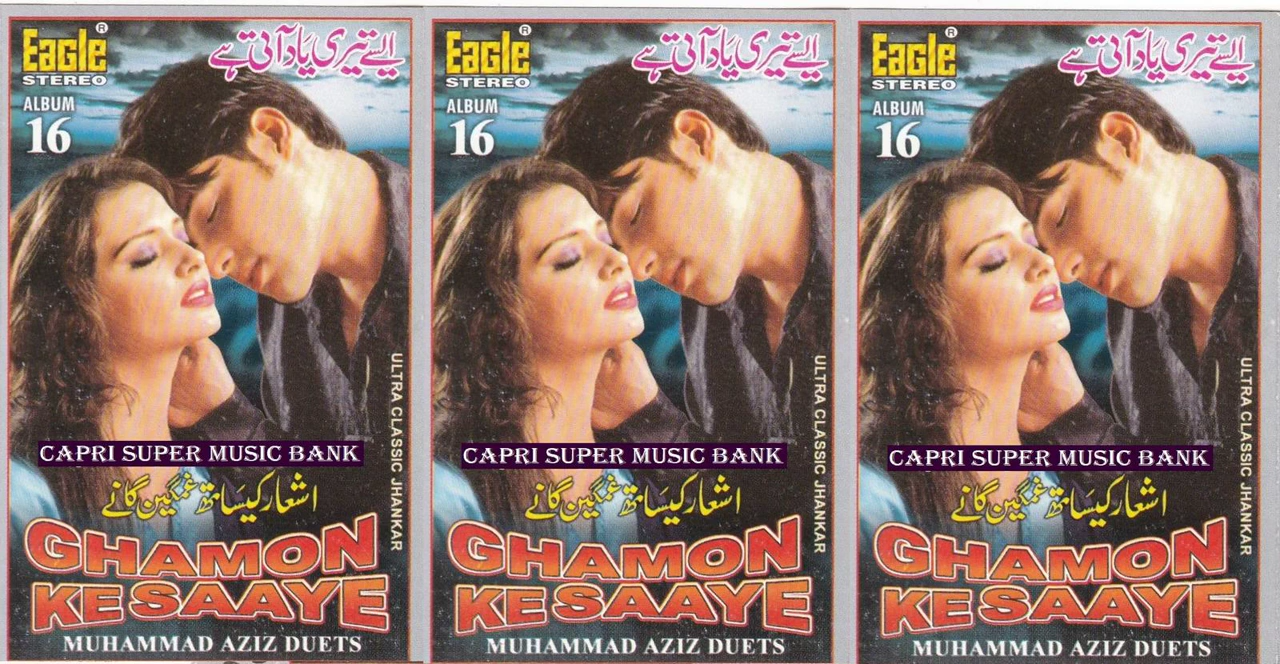 Eagle®
STEREO
ایسے تیری یاد آتی ہے
ALBUM
16
ULTRA CLASSIC JHANKAR
CAPRI SUPER MUSIC BANK
اشعار کیساتھ غمگین گانے
GHAMON
KE SAAYE
MUHAMMAD AZIZ DUETS
Eagle®
STEREO
ایسے تیری یاد آتی ہے
ALBUM
16
ULTRA CLASSIC JHANKAR
CAPRI SUPER MUSIC BANK
اشعار کیساتھ غمگین گانے
GHAMON
KE SAAYE
MUHAMMAD AZIZ DUETS
Eagle®
STEREO
ایسے تیری یاد آتی ہے
ALBUM
16
ULTRA CLASSIC JHANKAR
CAPRI SUPER MUSIC BANK
اشعار کیساتھ غمگین گانے
GHAMON
KE SAAYE
MUHAMMAD AZIZ DUETS